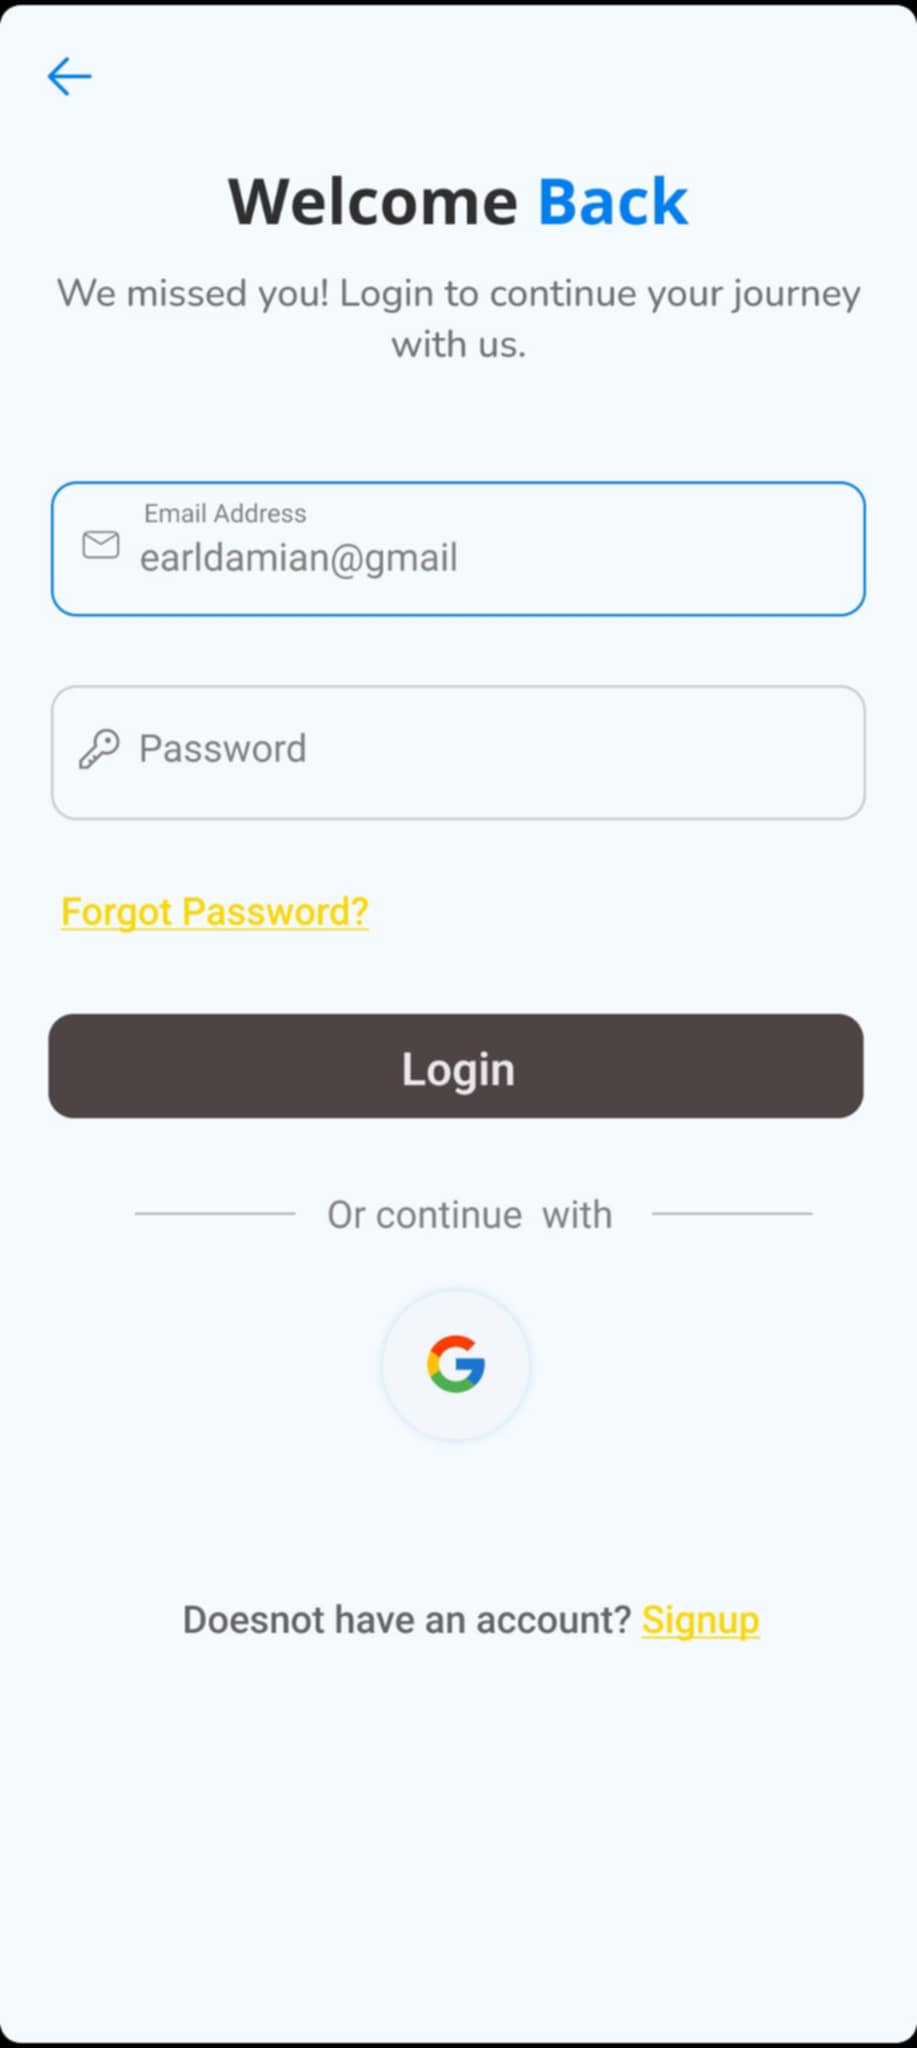 Welcome Back
We missed you! Login to continue your journey
with us.
Email Address
earldamian@gmail
Password
Forgot Password?
Login
Or continue with
Doesnot have an account? Signup